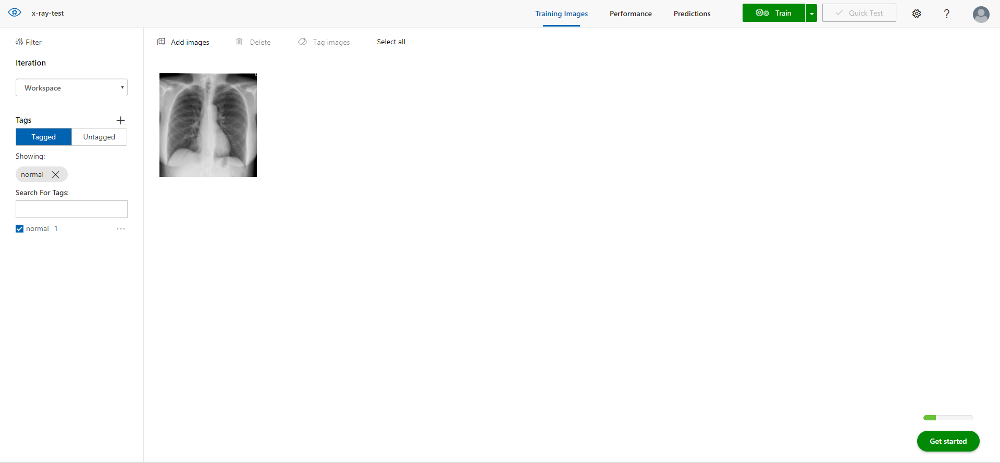 x-ray-test
Training Images
Performance
Predictions
Train
Quick Test
?
Filter
Add images
Delete
Tag images
Select all
Iteration
Workspace
Tags
Tagged
Untagged
Showing:
normal
Search For Tags:
normal 1
Get started